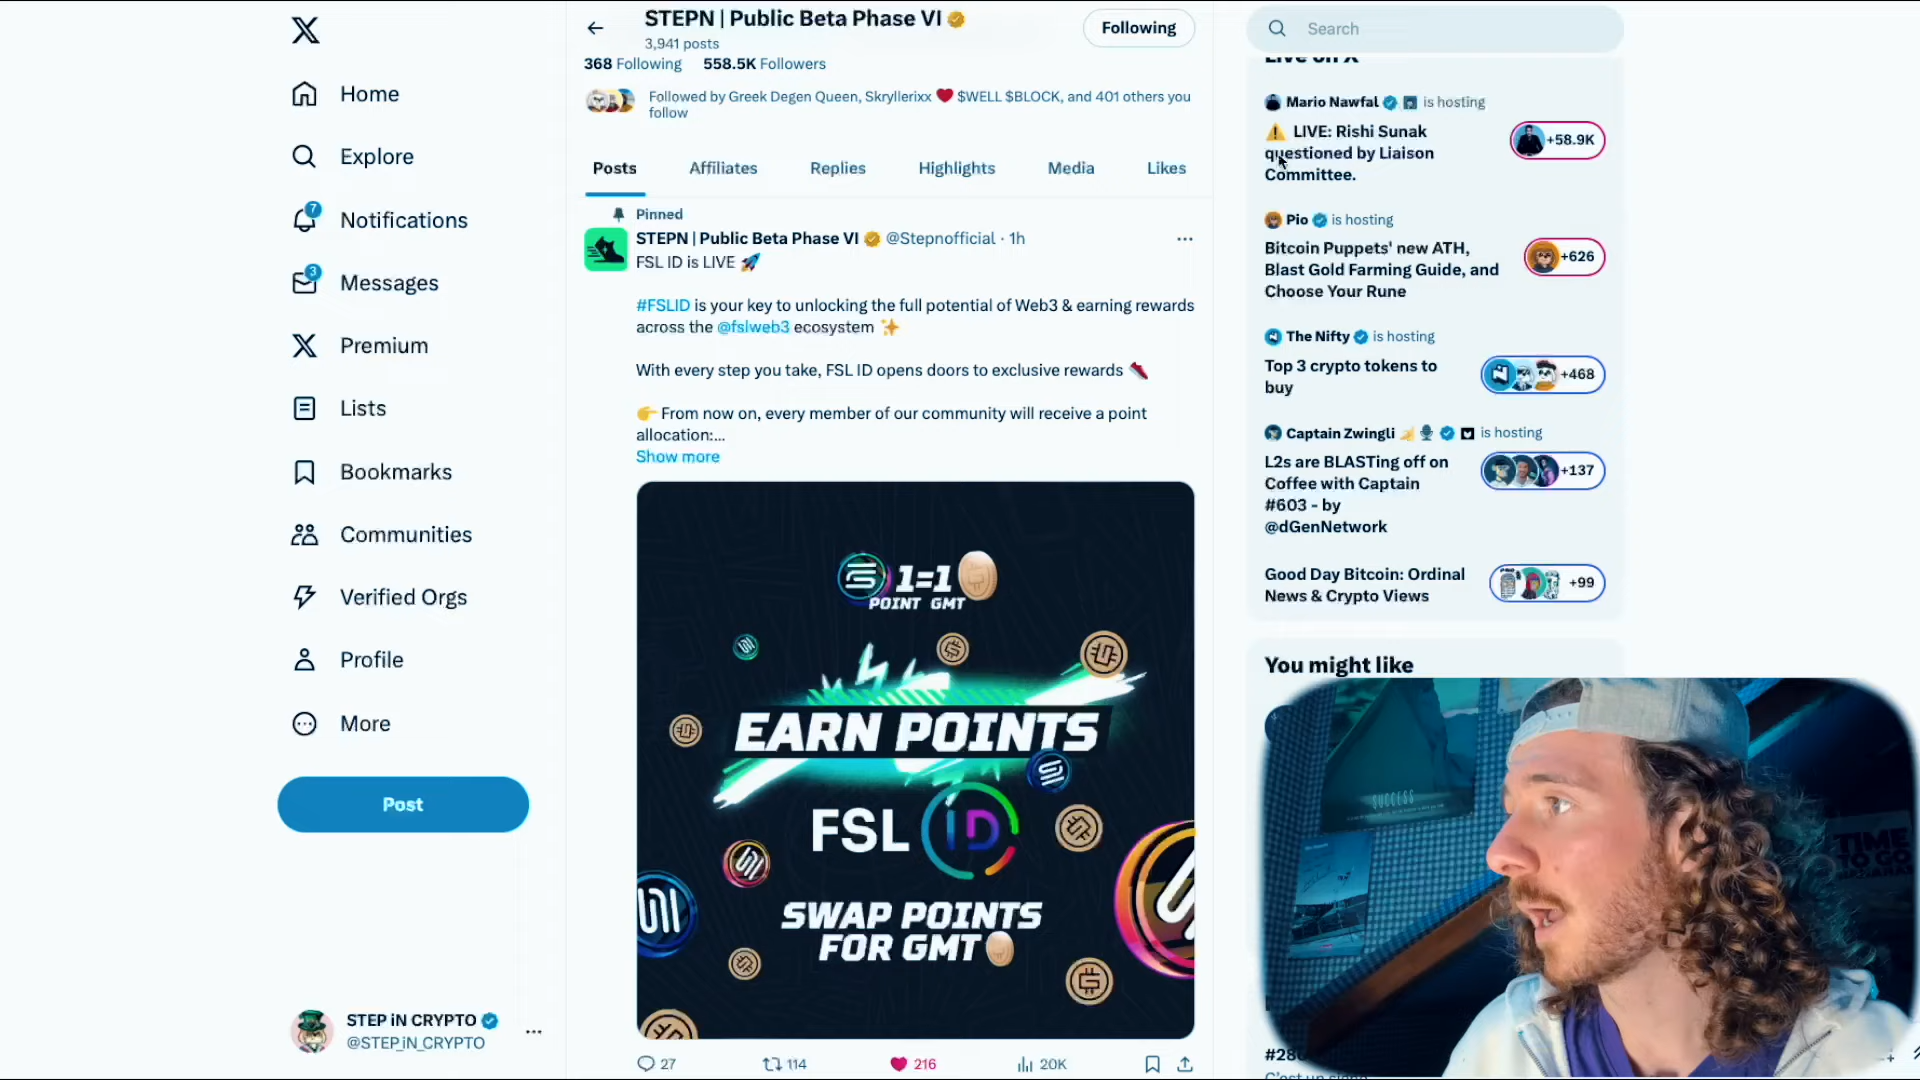 Home
Explore
7
Notifications
3
Messages
Premium
Lists
Bookmarks
Communities
Verified Orgs
Profile
More
Post
STEP iN CRYPTO
@STEP_iN_CRYPTO
STEPN | Public Beta Phase VI
3,941 posts
Following
368 Following 558.5K Followers
Followed by Greek Degen Queen, Skryllerixx ❤️ $WELL $BLOCK, and 401 others you
follow
Posts Affiliates Replies Highlights Media Likes
Pinned
STEPN | Public Beta Phase VI @Stepnofficial · 1h
FSL ID is LIVE 🚀
#FSLID is your key to unlocking the full potential of Web3 & earning rewards
across the @fslweb3 ecosystem ✨
With every step you take, FSL ID opens doors to exclusive rewards 👟
👉 From now on, every member of our community will receive a point
allocation:...
Show more
1=1
POINT GMT
EARN POINTS
FSL ID
SWAP POINTS
FOR GMT
27 114 216 20K
Search
Live on X
Mario Nawfal is hosting
⚠️ LIVE: Rishi Sunak
questioned by Liaison
Committee.
+58.9K
Pio is hosting
Bitcoin Puppets' new ATH,
Blast Gold Farming Guide, and
Choose Your Rune
+626
The Nifty is hosting
Top 3 crypto tokens to
buy
+468
Captain Zwingli is hosting
L2s are BLASTing off on
Coffee with Captain
#603 - by
@dGenNetwork
+137
Good Day Bitcoin: Ordinal
News & Crypto Views
+99
You might like
SUCCESS
TIME
TO GO